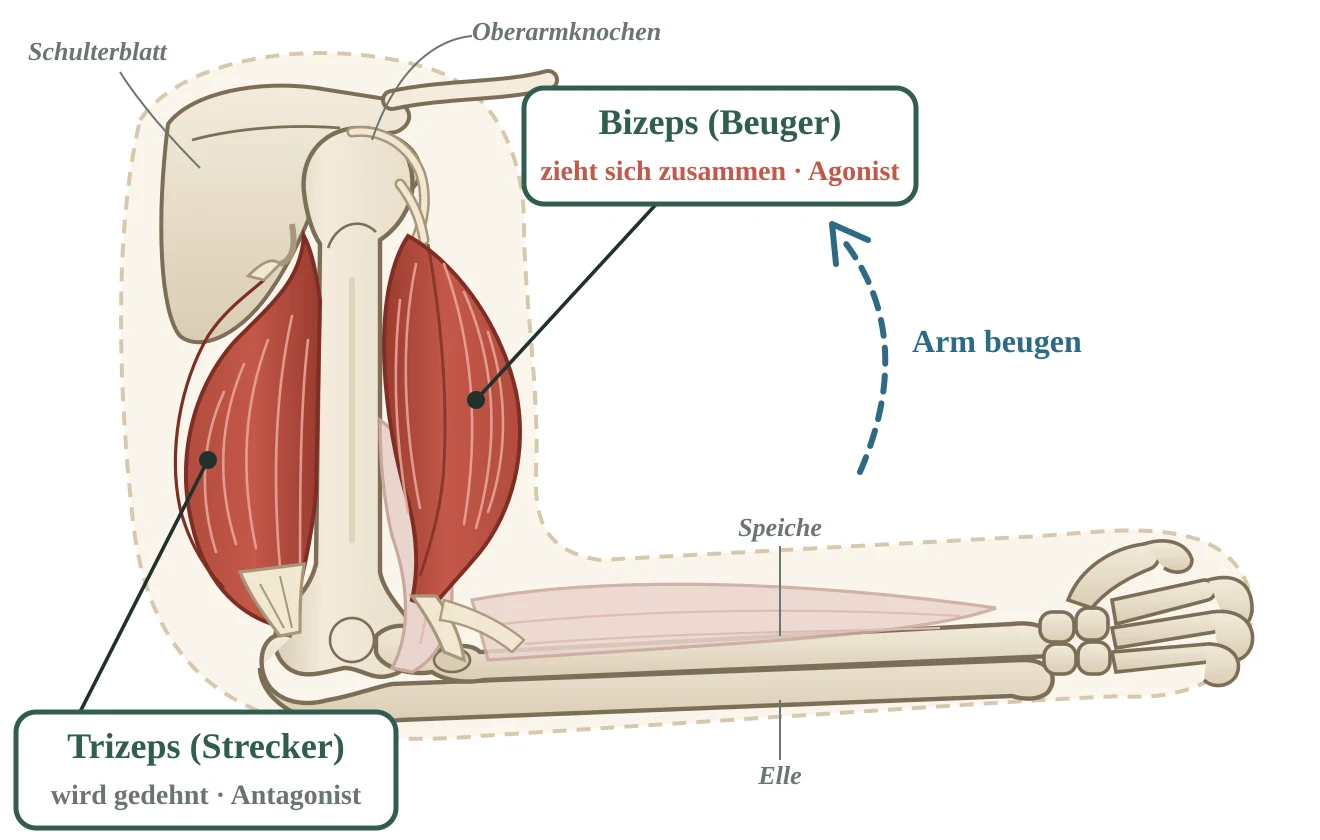 Oberarmknochen
Schulterblatt
Bizeps (Beuger)
zieht sich zusammen · Agonist
Arm beugen
Speiche
Trizeps (Strecker)
wird gedehnt · Antagonist
Elle